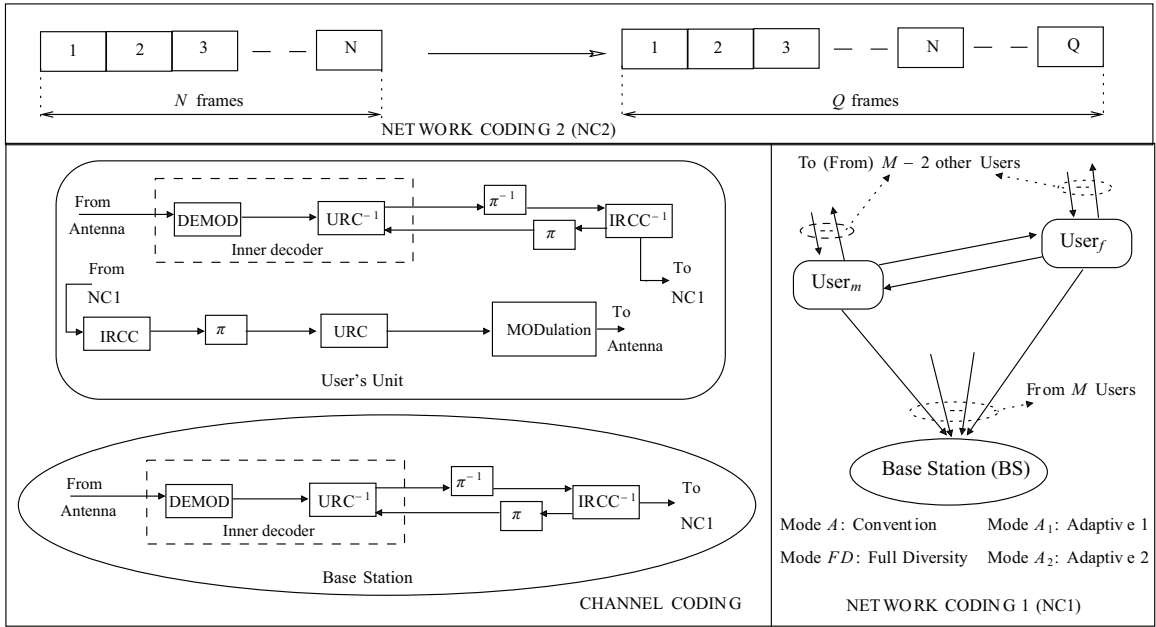 1 2 3 N 1 2 3 N Q
N frames Q frames
NETWORK CODING 2 (NC2)
From
Antenna
DEMOD
URC⁻¹
Inner decoder
π⁻¹
π
IRCC⁻¹
To
NC1
From
NC1
IRCC
π
URC
MODulation
To
Antenna
User's Unit
From
Antenna
DEMOD
URC⁻¹
Inner decoder
π⁻¹
π
IRCC⁻¹
To
NC1
Base Station
CHANNEL CODING
To (From) M − 2 other Users
User_f
User_m
From M Users
Base Station (BS)
Mode A: Convention Mode A₁: Adaptive 1
Mode FD: Full Diversity Mode A₂: Adaptive 2
NETWORK CODING 1 (NC1)